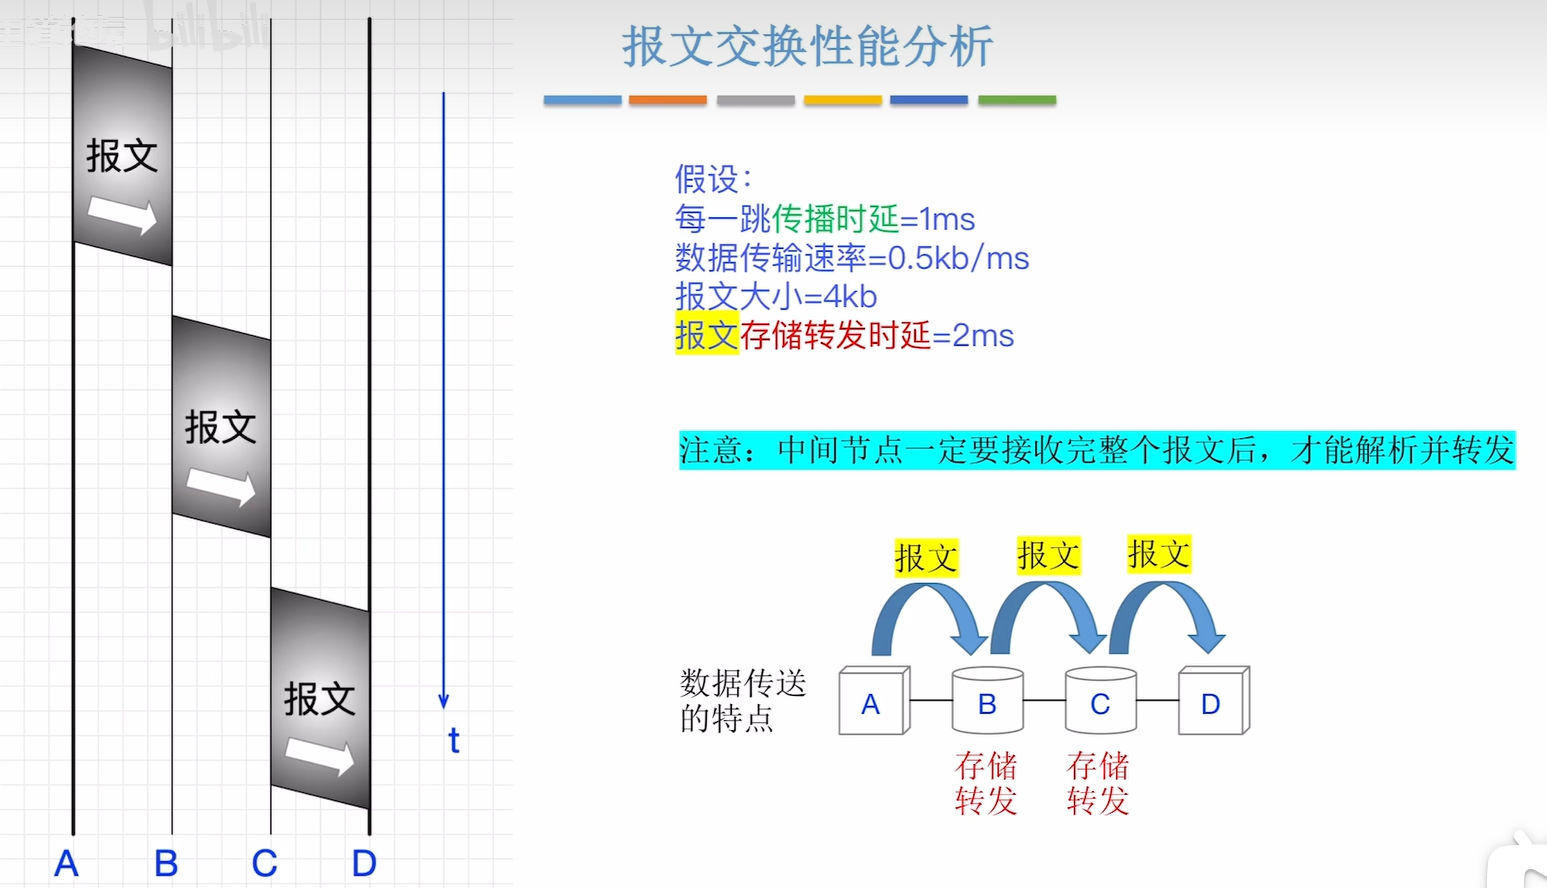 bilibili
报文交换性能分析
假设：
每一跳传播时延=1ms
数据传输速率=0.5kb/ms
报文大小=4kb
报文存储转发时延=2ms
注意：中间节点一定要接收完整个报文后，才能解析并转发
报文
报文
报文
t
A B C D
报文 报文 报文
数据传送
的特点
A B C D
存储 存储
转发 转发